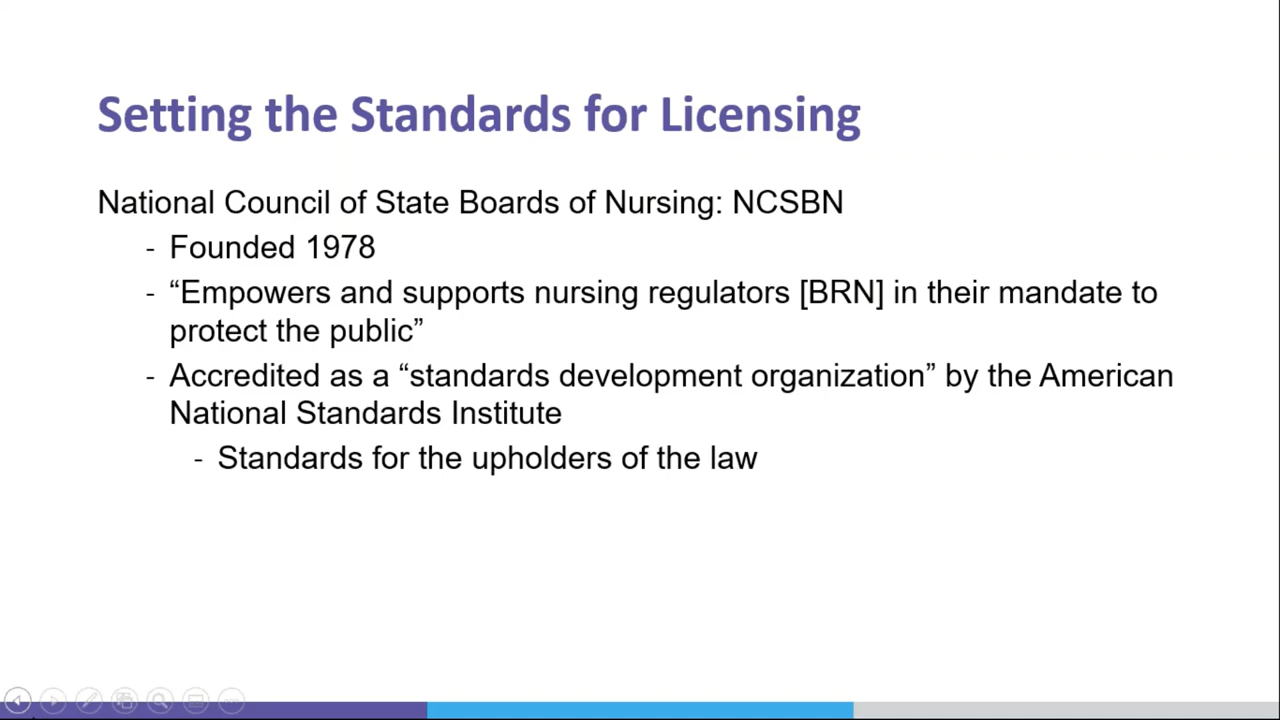 Setting the Standards for Licensing
National Council of State Boards of Nursing: NCSBN
- Founded 1978
- “Empowers and supports nursing regulators [BRN] in their mandate to
protect the public”
- Accredited as a “standards development organization” by the American
National Standards Institute
- Standards for the upholders of the law